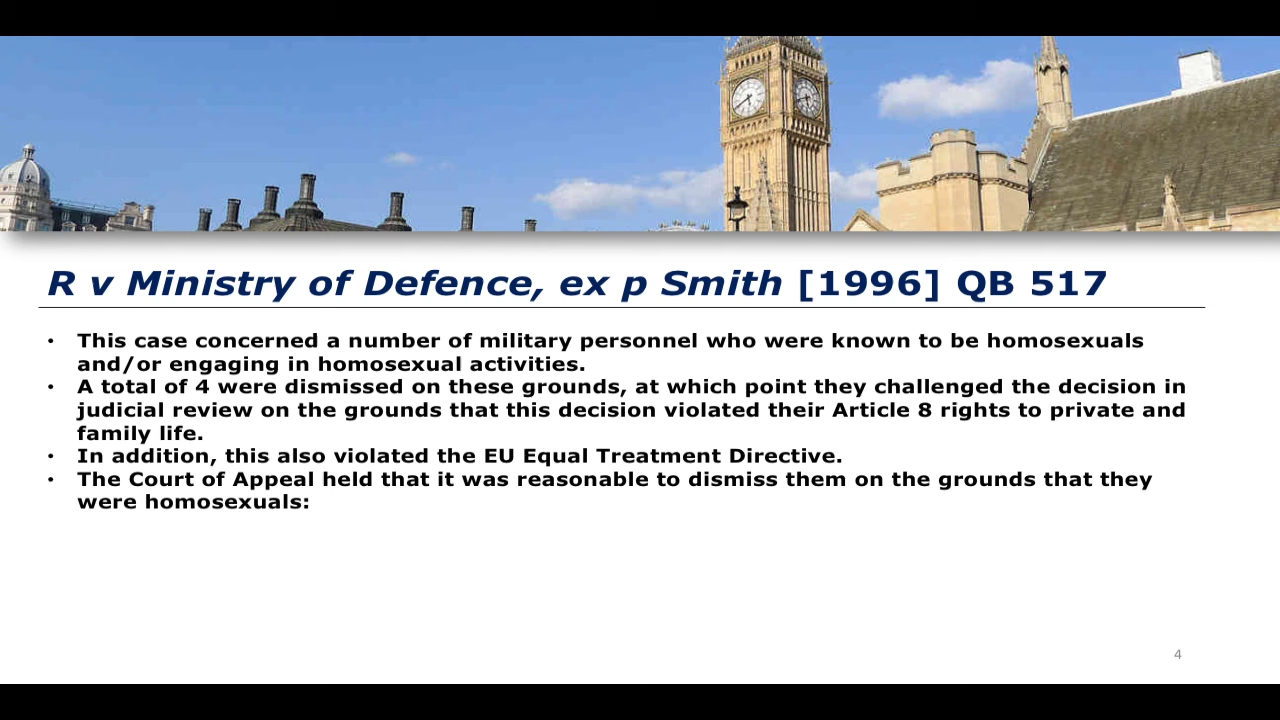 R v Ministry of Defence, ex p Smith [1996] QB 517
• This case concerned a number of military personnel who were known to be homosexuals
and/or engaging in homosexual activities.
• A total of 4 were dismissed on these grounds, at which point they challenged the decision in
judicial review on the grounds that this decision violated their Article 8 rights to private and
family life.
• In addition, this also violated the EU Equal Treatment Directive.
• The Court of Appeal held that it was reasonable to dismiss them on the grounds that they
were homosexuals:
4